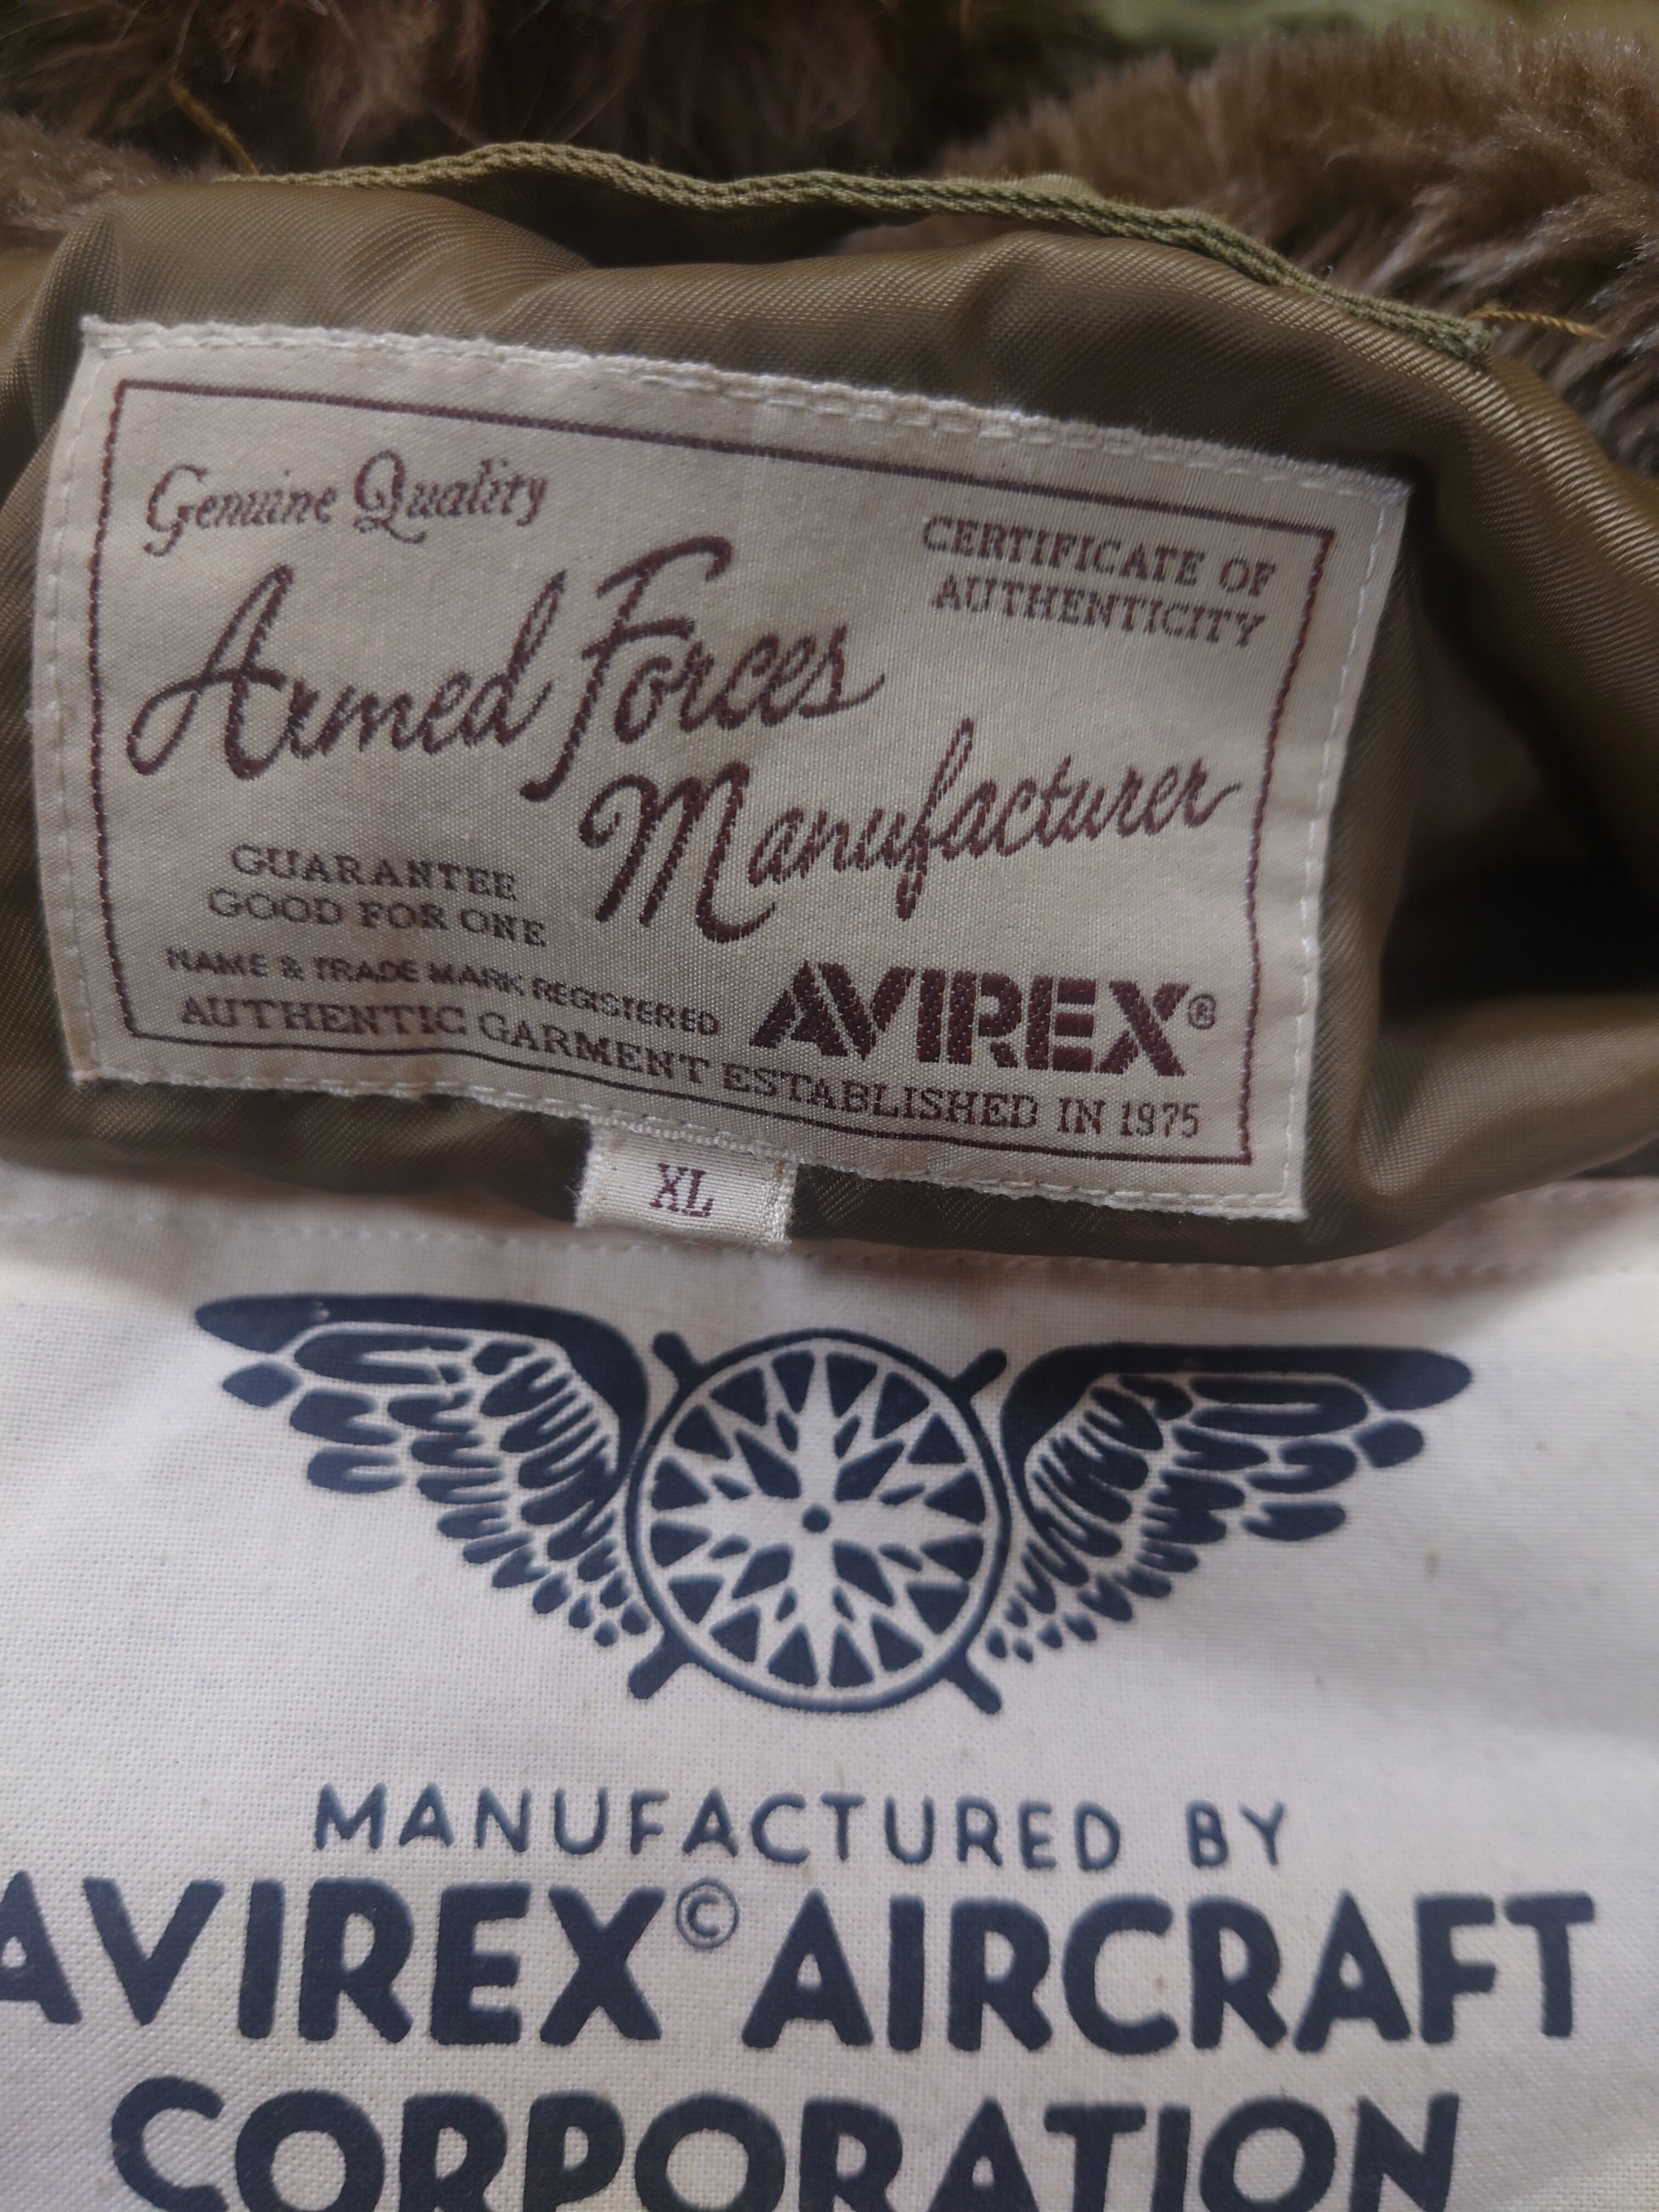 Genuine Quality
CERTIFICATE OF
AUTHENTICITY
Armed Forces
Manufacturer
GUARANTEE
GOOD FOR ONE
NAME & TRADE MARK REGISTERED
AVIREX®
AUTHENTIC GARMENT ESTABLISHED IN 1975
XL
MANUFACTURED BY
AVIREX© AIRCRAFT
CORPORATION